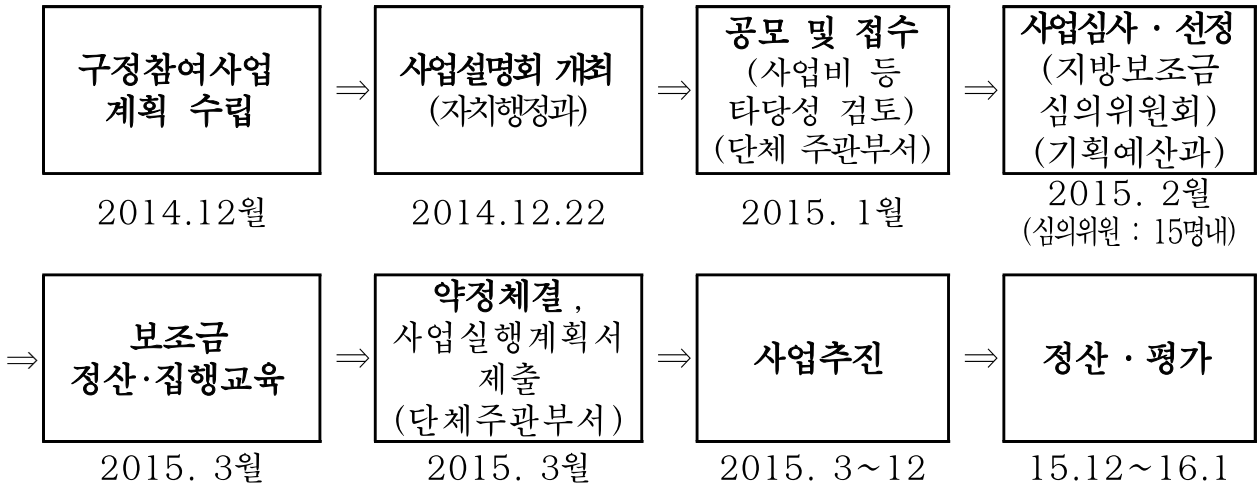 구정참여사업
계획 수립
⇒
사업설명회 개최
(자치행정과)
⇒
공모 및 접수
(사업비 등
타당성 검토)
(단체 주관부서)
⇒
사업심사 · 선정
(지방보조금
심의위원회)
(기획예산과)
2014.12월
2014.12.22
2015. 1월
2015. 2월
(심의위원 : 15명내)
⇒
보조금
정산·집행교육
⇒
약정체결,
사업실행계획서
제출
(단체주관부서)
⇒
사업추진
⇒
정산 · 평가
2015. 3월
2015. 3월
2015. 3~12
15.12~16.1